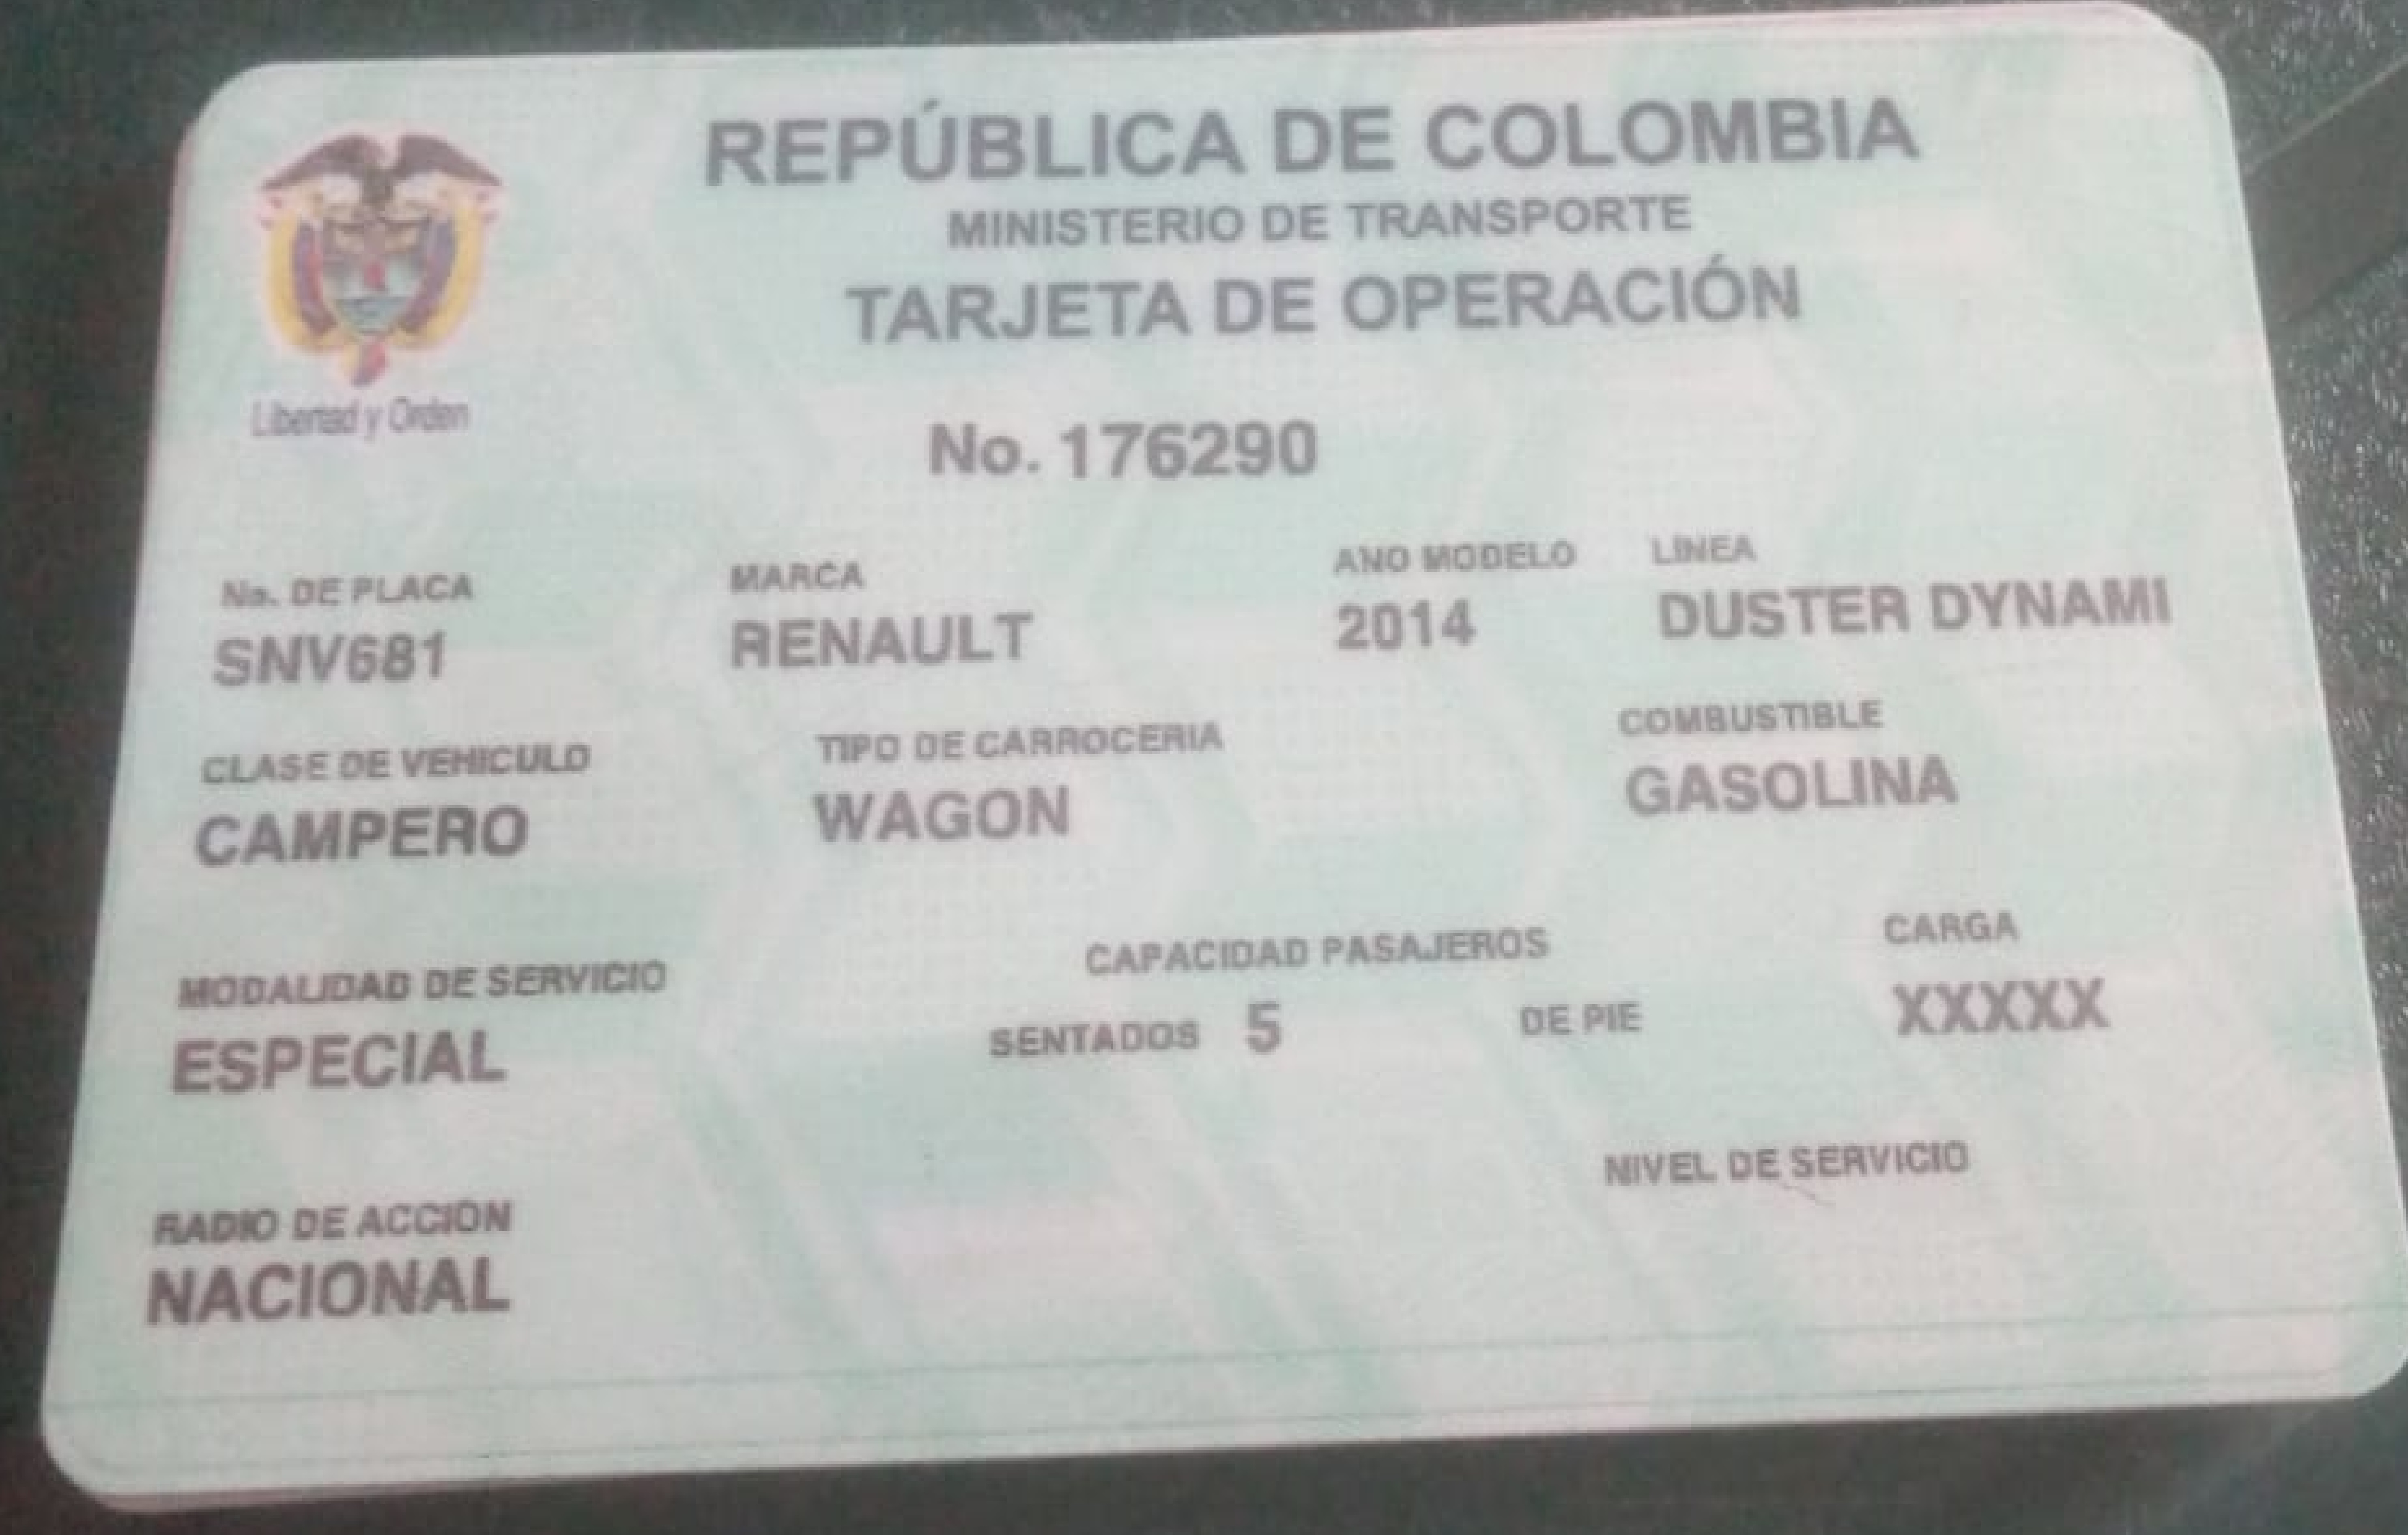 REPÚBLICA DE COLOMBIA
MINISTERIO DE TRANSPORTE
TARJETA DE OPERACIÓN
Libertad y Orden
No. 176290
No. DE PLACA MARCA ANO MODELO LINEA
SNV681 RENAULT 2014 DUSTER DYNAMI
CLASE DE VEHICULO TIPO DE CARROCERIA COMBUSTIBLE
CAMPERO WAGON GASOLINA
MODALIDAD DE SERVICIO CAPACIDAD PASAJEROS CARGA
ESPECIAL SENTADOS 5 DE PIE XXXXX
NIVEL DE SERVICIO
RADIO DE ACCION
NACIONAL